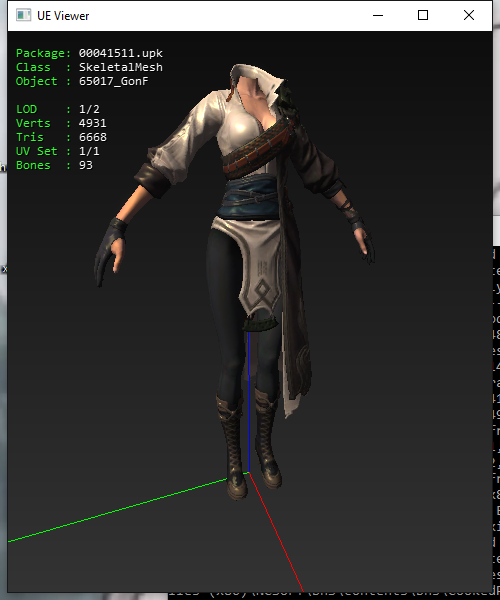 UE Viewer
Package: 00041511.upk
Class : SkeletalMesh
Object : 65017_GonF
LOD : 1/2
Verts : 4931
Tris : 6668
UV Set : 1/1
Bones : 93